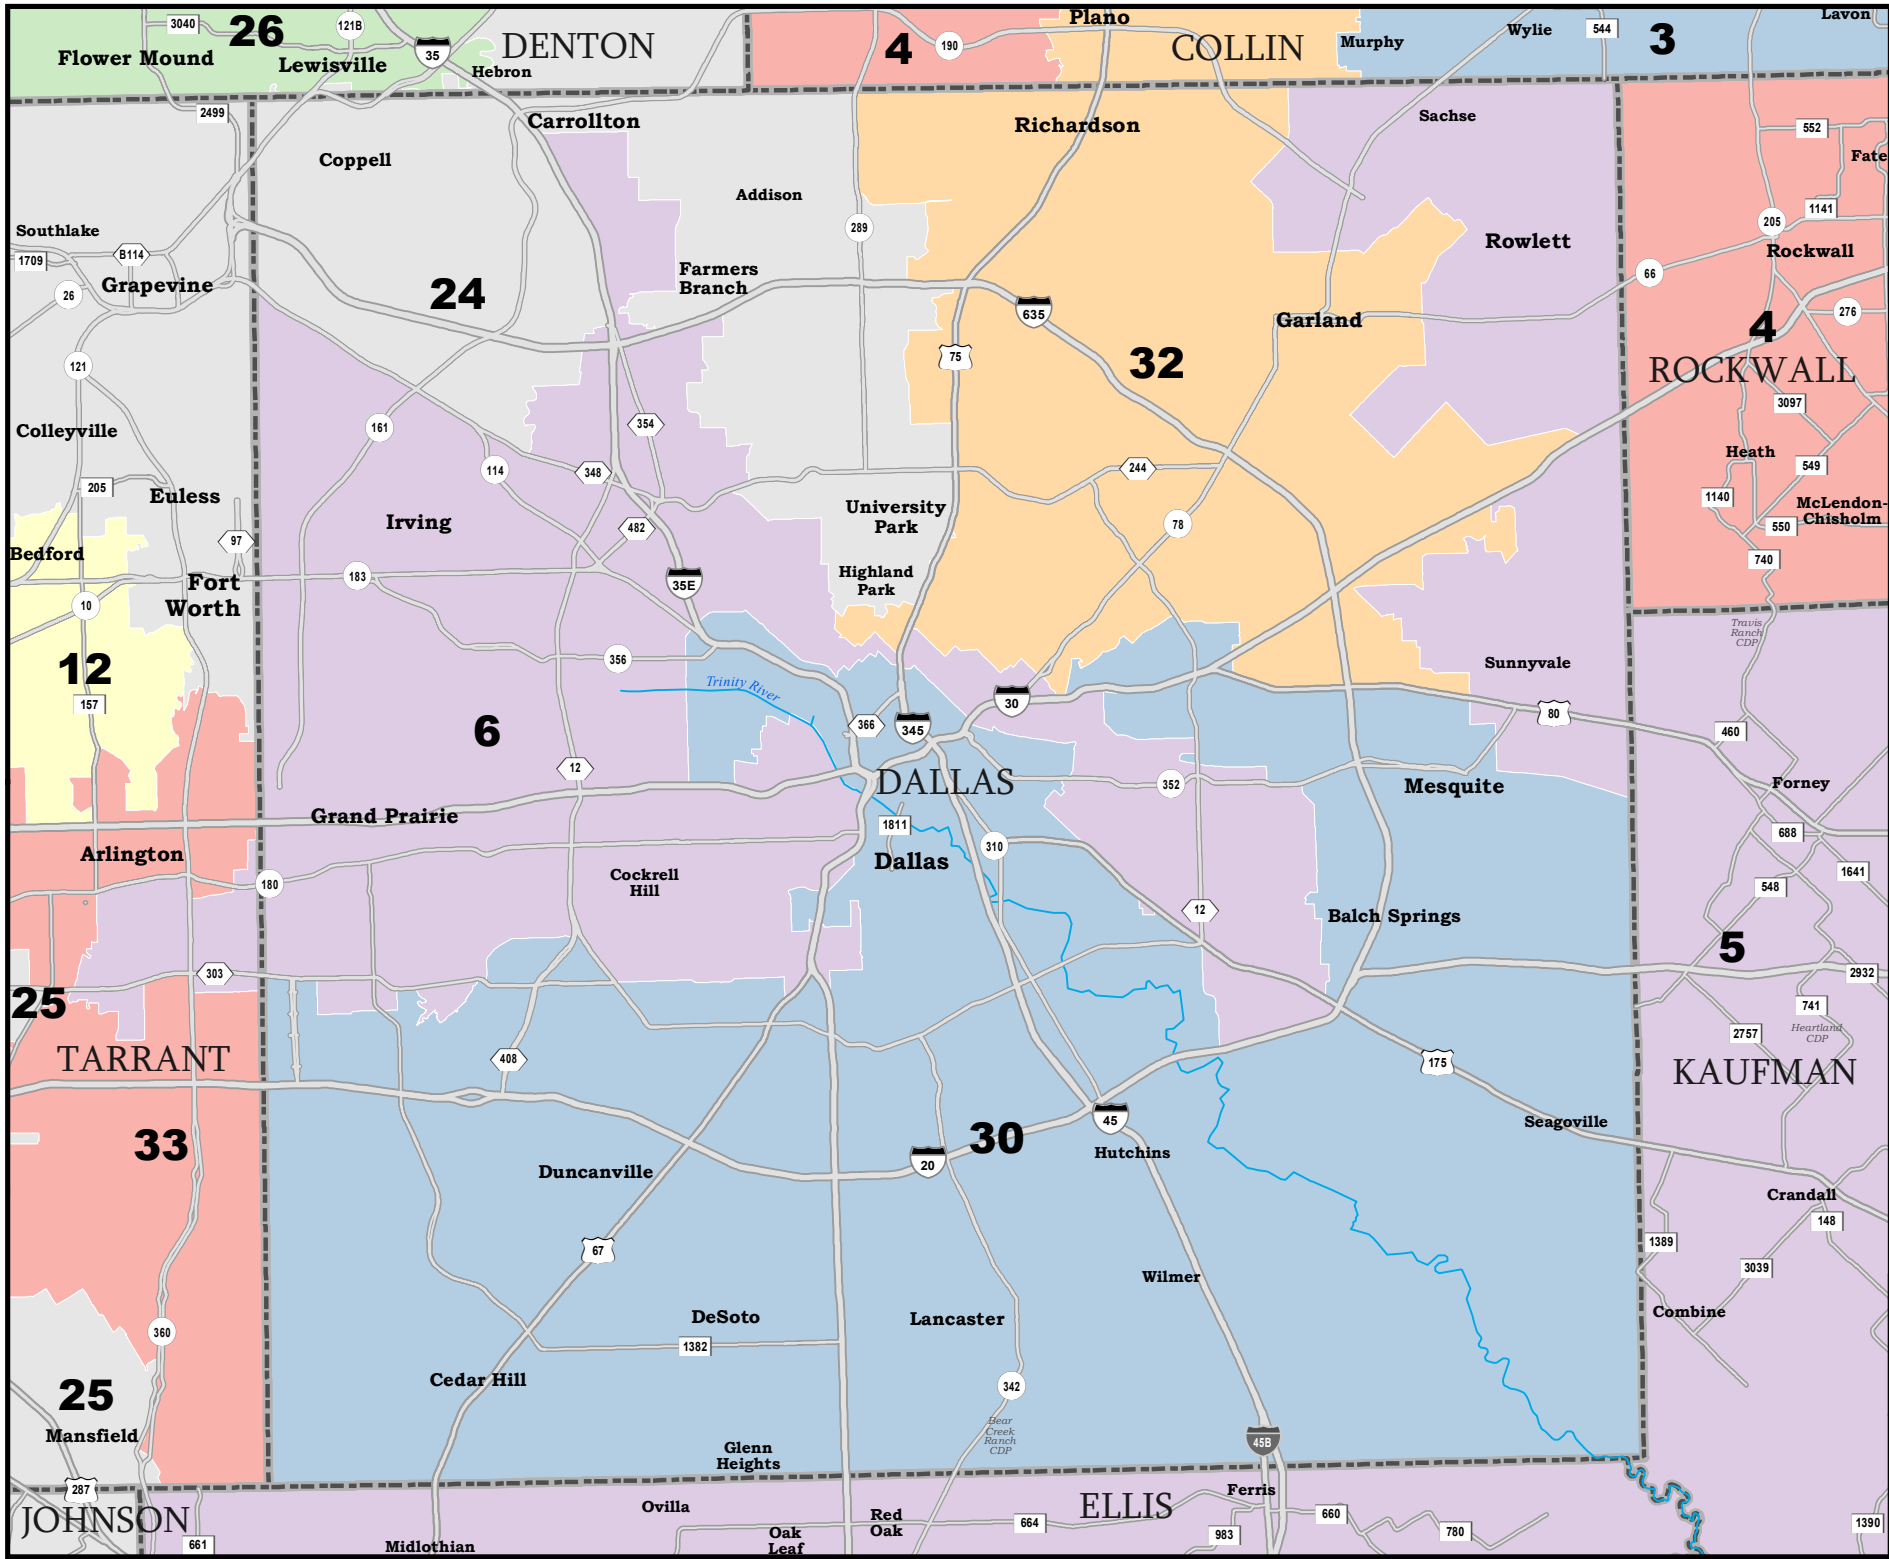 3040
26
121B
Flower Mound
Lewisville
35
Hebron
DENTON
4
190
Plano
COLLIN
Murphy
Wylie
544
3
Lavon
2499
Carrollton
Coppell
Addison
Richardson
Sachse
552
Fate
1141
205
Southlake
1709
B114
26
Grapevine
289
Farmers
Branch
24
Rowlett
66
Rockwall
276
4
ROCKWALL
121
635
Garland
75
32
3097
Colleyville
161
354
114
348
244
Heath
549
1140
McLendon-
Chisholm
550
740
205
Euless
97
Irving
482
University
Park
78
Bedford
Fort
Worth
183
35E
Highland
Park
10
12
157
356
Trinity River
6
366
345
30
Sunnyvale
80
Travis
Ranch
CDP
460
12
DALLAS
352
Mesquite
Forney
Grand Prairie
1811
688
Arlington
310
Dallas
1641
180
Cockrell
Hill
548
12
Balch Springs
5
303
2932
25
741
2757
Heartland
CDP
TARRANT
408
175
KAUFMAN
33
30
45
Seagoville
20
Hutchins
Duncanville
Crandall
148
67
1389
3039
Wilmer
Combine
DeSoto
Lancaster
360
1382
Cedar Hill
342
25
Mansfield
Bear
Creek
Ranch
CDP
45B
Glenn
Heights
287
JOHNSON
Ovilla
ELLIS
Ferris
661
Midlothian
Oak
Leaf
Red
Oak
664
983
660
780
1390